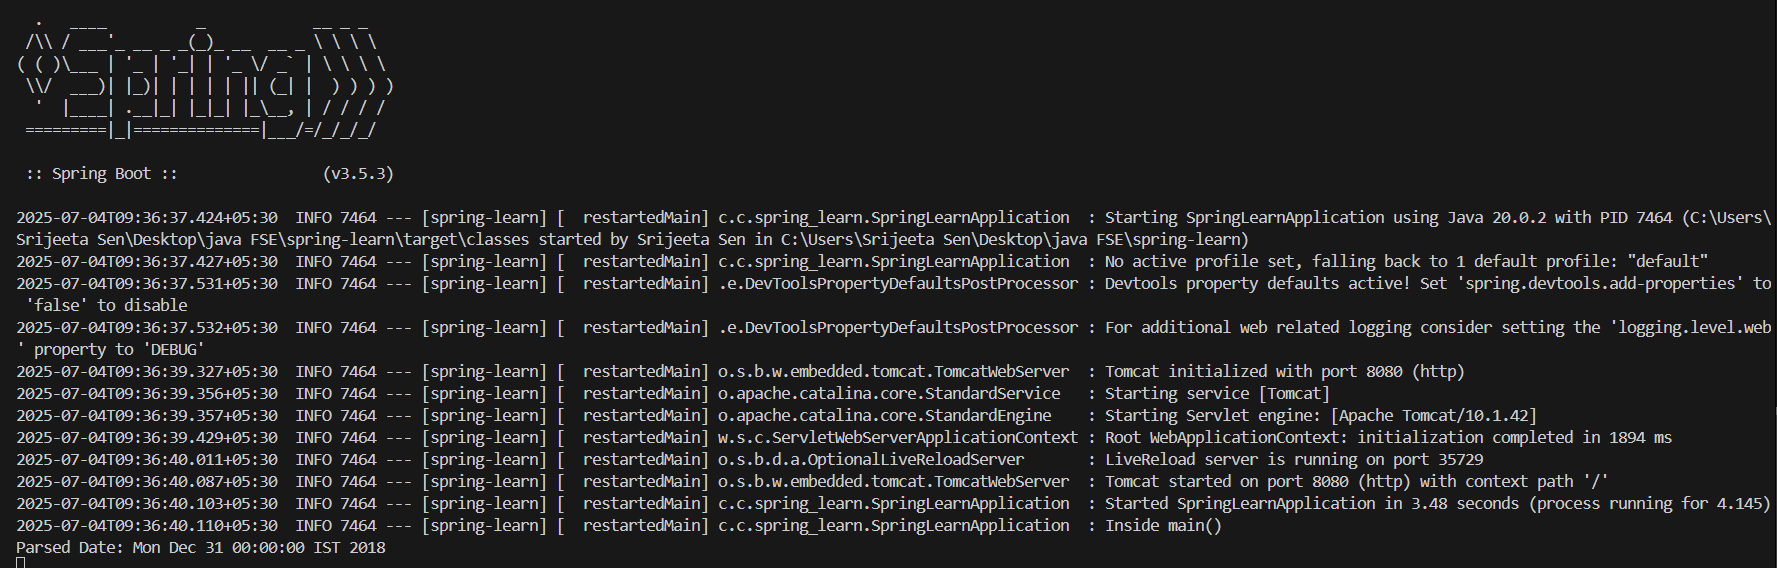 .   ____          _            __ _ _
 /\\ / ___'_ __ _ _(_)_ __  __ _ \ \ \ \
( ( )\___ | '_ | '_| | '_ \/ _` | \ \ \ \
 \\/  ___)| |_)| | | | | || (_| |  ) ) ) )
  '  |____| .__|_| |_|_| |_\__, | / / / /
 =========|_|==============|___/=/_/_/_/

 :: Spring Boot ::                (v3.5.3)

2025-07-04T09:36:37.424+05:30  INFO 7464 --- [spring-learn] [  restartedMain] c.c.spring_learn.SpringLearnApplication  : Starting SpringLearnApplication using Java 20.0.2 with PID 7464 (C:\Users\
Srijeeta Sen\Desktop\java FSE\spring-learn\target\classes started by Srijeeta Sen in C:\Users\Srijeeta Sen\Desktop\java FSE\spring-learn)
2025-07-04T09:36:37.427+05:30  INFO 7464 --- [spring-learn] [  restartedMain] c.c.spring_learn.SpringLearnApplication  : No active profile set, falling back to 1 default profile: "default"
2025-07-04T09:36:37.531+05:30  INFO 7464 --- [spring-learn] [  restartedMain] .e.DevToolsPropertyDefaultsPostProcessor : Devtools property defaults active! Set 'spring.devtools.add-properties' to
 'false' to disable
2025-07-04T09:36:37.532+05:30  INFO 7464 --- [spring-learn] [  restartedMain] .e.DevToolsPropertyDefaultsPostProcessor : For additional web related logging consider setting the 'logging.level.web
' property to 'DEBUG'
2025-07-04T09:36:39.327+05:30  INFO 7464 --- [spring-learn] [  restartedMain] o.s.b.w.embedded.tomcat.TomcatWebServer  : Tomcat initialized with port 8080 (http)
2025-07-04T09:36:39.356+05:30  INFO 7464 --- [spring-learn] [  restartedMain] o.apache.catalina.core.StandardService   : Starting service [Tomcat]
2025-07-04T09:36:39.357+05:30  INFO 7464 --- [spring-learn] [  restartedMain] o.apache.catalina.core.StandardEngine    : Starting Servlet engine: [Apache Tomcat/10.1.42]
2025-07-04T09:36:39.429+05:30  INFO 7464 --- [spring-learn] [  restartedMain] w.s.c.ServletWebServerApplicationContext : Root WebApplicationContext: initialization completed in 1894 ms
2025-07-04T09:36:40.011+05:30  INFO 7464 --- [spring-learn] [  restartedMain] o.s.b.d.a.OptionalLiveReloadServer       : LiveReload server is running on port 35729
2025-07-04T09:36:40.087+05:30  INFO 7464 --- [spring-learn] [  restartedMain] o.s.b.w.embedded.tomcat.TomcatWebServer  : Tomcat started on port 8080 (http) with context path '/'
2025-07-04T09:36:40.103+05:30  INFO 7464 --- [spring-learn] [  restartedMain] c.c.spring_learn.SpringLearnApplication  : Started SpringLearnApplication in 3.48 seconds (process running for 4.145)
2025-07-04T09:36:40.110+05:30  INFO 7464 --- [spring-learn] [  restartedMain] c.c.spring_learn.SpringLearnApplication  : Inside main()
Parsed Date: Mon Dec 31 00:00:00 IST 2018